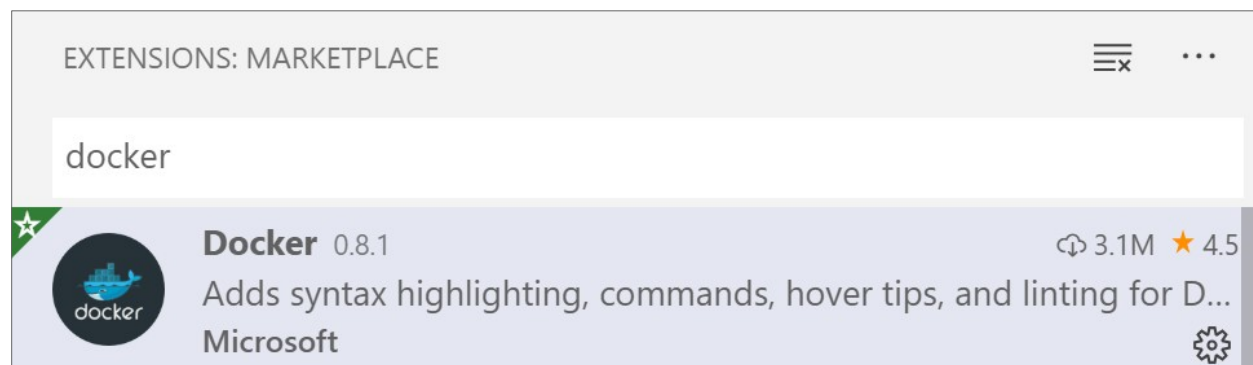 EXTENSIONS: MARKETPLACE
docker
Docker 0.8.1 3.1M 4.5
Adds syntax highlighting, commands, hover tips, and linting for D...
docker
Microsoft